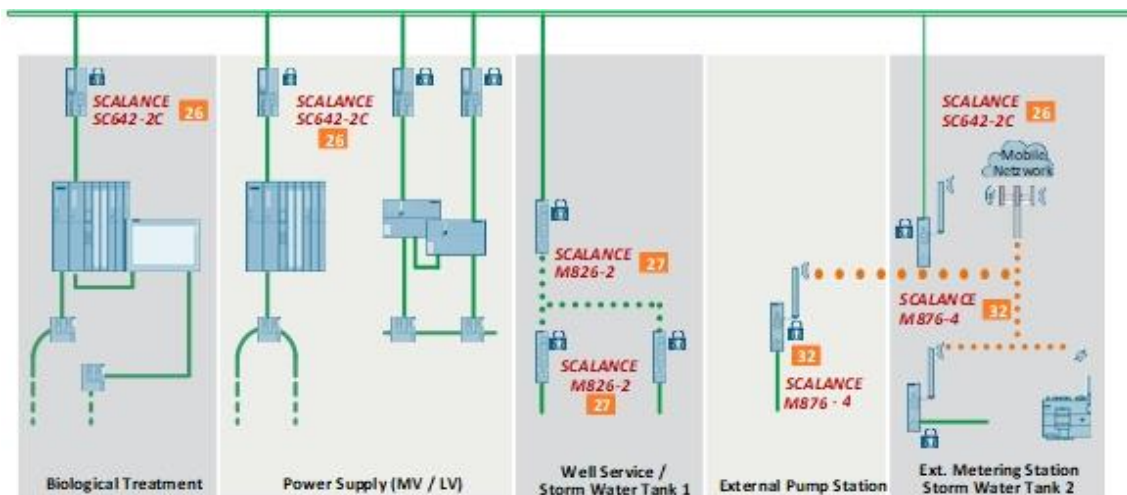 SCALANCE
SC642-2C 26
SCALANCE
SC642-2C
26
SCALANCE
M826-2
27
SCALANCE
M826-2
27
32
SCALANCE
M876 - 4
SCALANCE
SC642-2C
26
Mobile
Netzwork
SCALANCE
M876-4
32
Biological Treatment
Power Supply (MV / LV)
Well Service /
Storm Water Tank 1
External Pump Station
Ext. Metering Station
Storm Water Tank 2